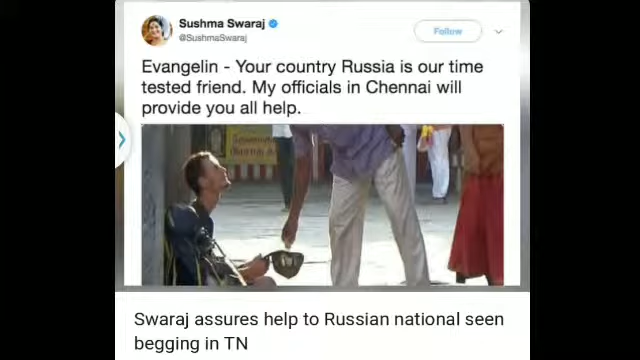 Sushma Swaraj
@SushmaSwaraj
Follow
Evangelin - Your country Russia is our time
tested friend. My officials in Chennai will
provide you all help.
Swaraj assures help to Russian national seen
begging in TN